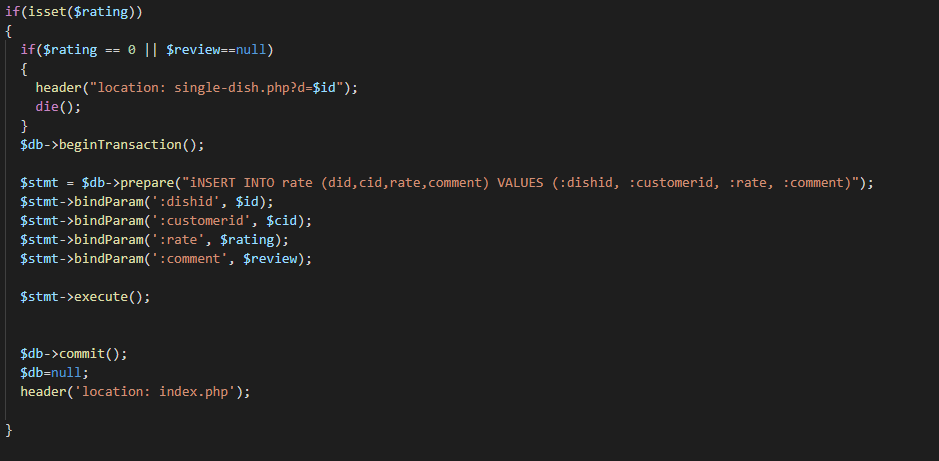 if(isset($rating))
{
  if($rating == 0 || $review==null)
  {
    header("location: single-dish.php?d=$id");
    die();
  }
  $db->beginTransaction();
  $stmt = $db->prepare("iNSERT INTO rate (did,cid,rate,comment) VALUES (:dishid, :customerid, :rate, :comment)");
  $stmt->bindParam(':dishid', $id);
  $stmt->bindParam(':customerid', $cid);
  $stmt->bindParam(':rate', $rating);
  $stmt->bindParam(':comment', $review);
  $stmt->execute();
  $db->commit();
  $db=null;
  header('location: index.php');
}